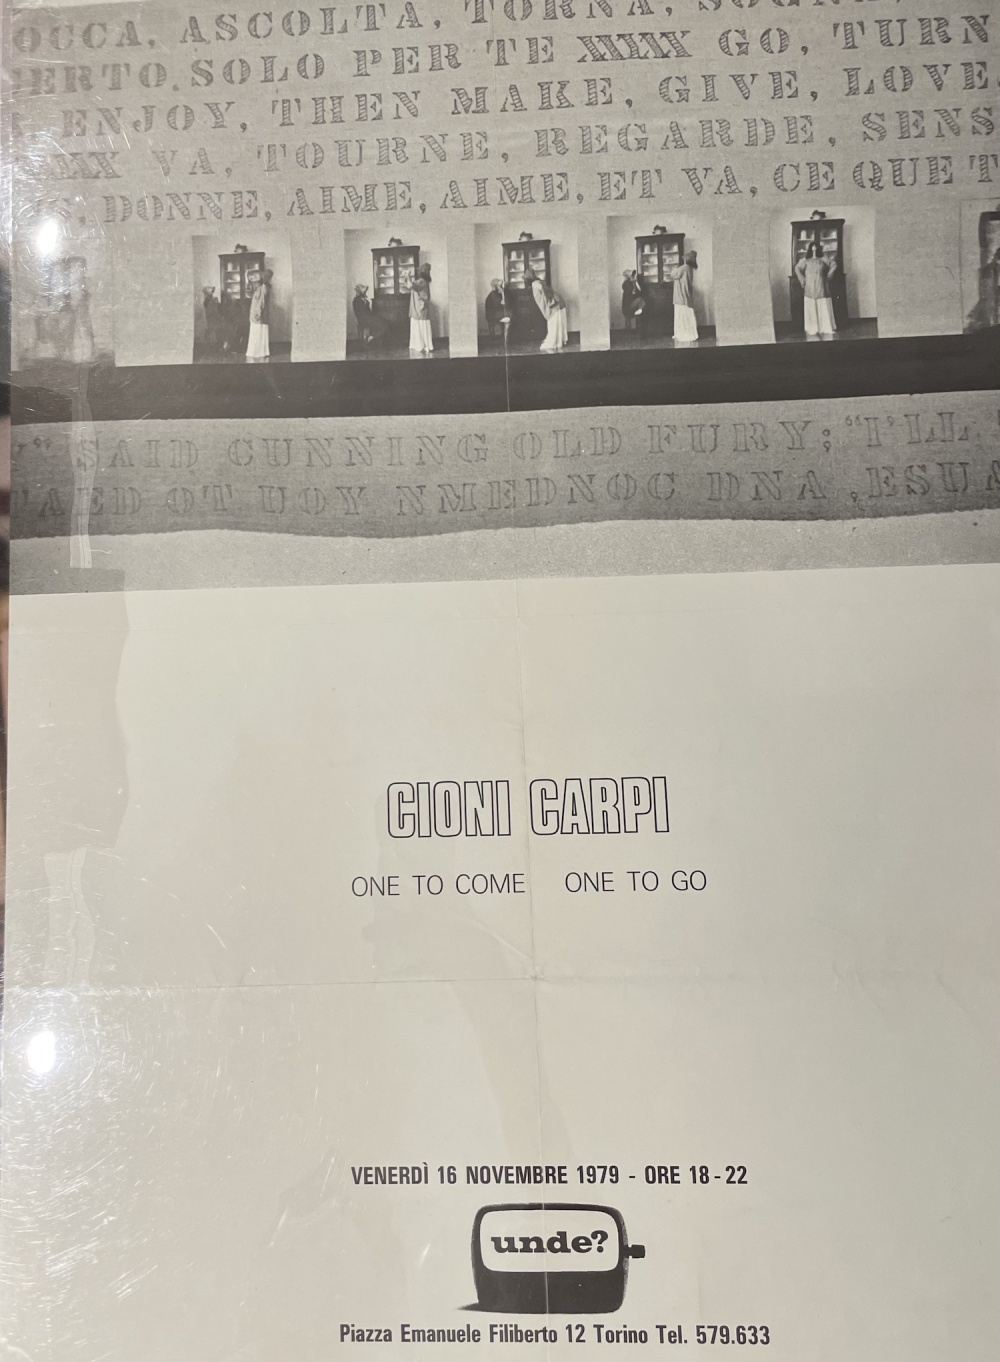 OCCA, ASCOLTA, TORNA,
ERTO. SOLO PER TE XXXXX GO, TURN
ENJOY, THEN MAKE, GIVE, LOVE,
VA, TOURNE, REGARDE, SENS
, DONNE, AIME, AIME, ET VA, CE QUE T
" SAID CUNNING OLD FURY; "I'LL
TAED OT UOY NMEDNOC DNA ,ESUA
CIONI CARPI
ONE TO COME ONE TO GO
VENERDÌ 16 NOVEMBRE 1979 - ORE 18-22
unde?
Piazza Emanuele Filiberto 12 Torino Tel. 579.633